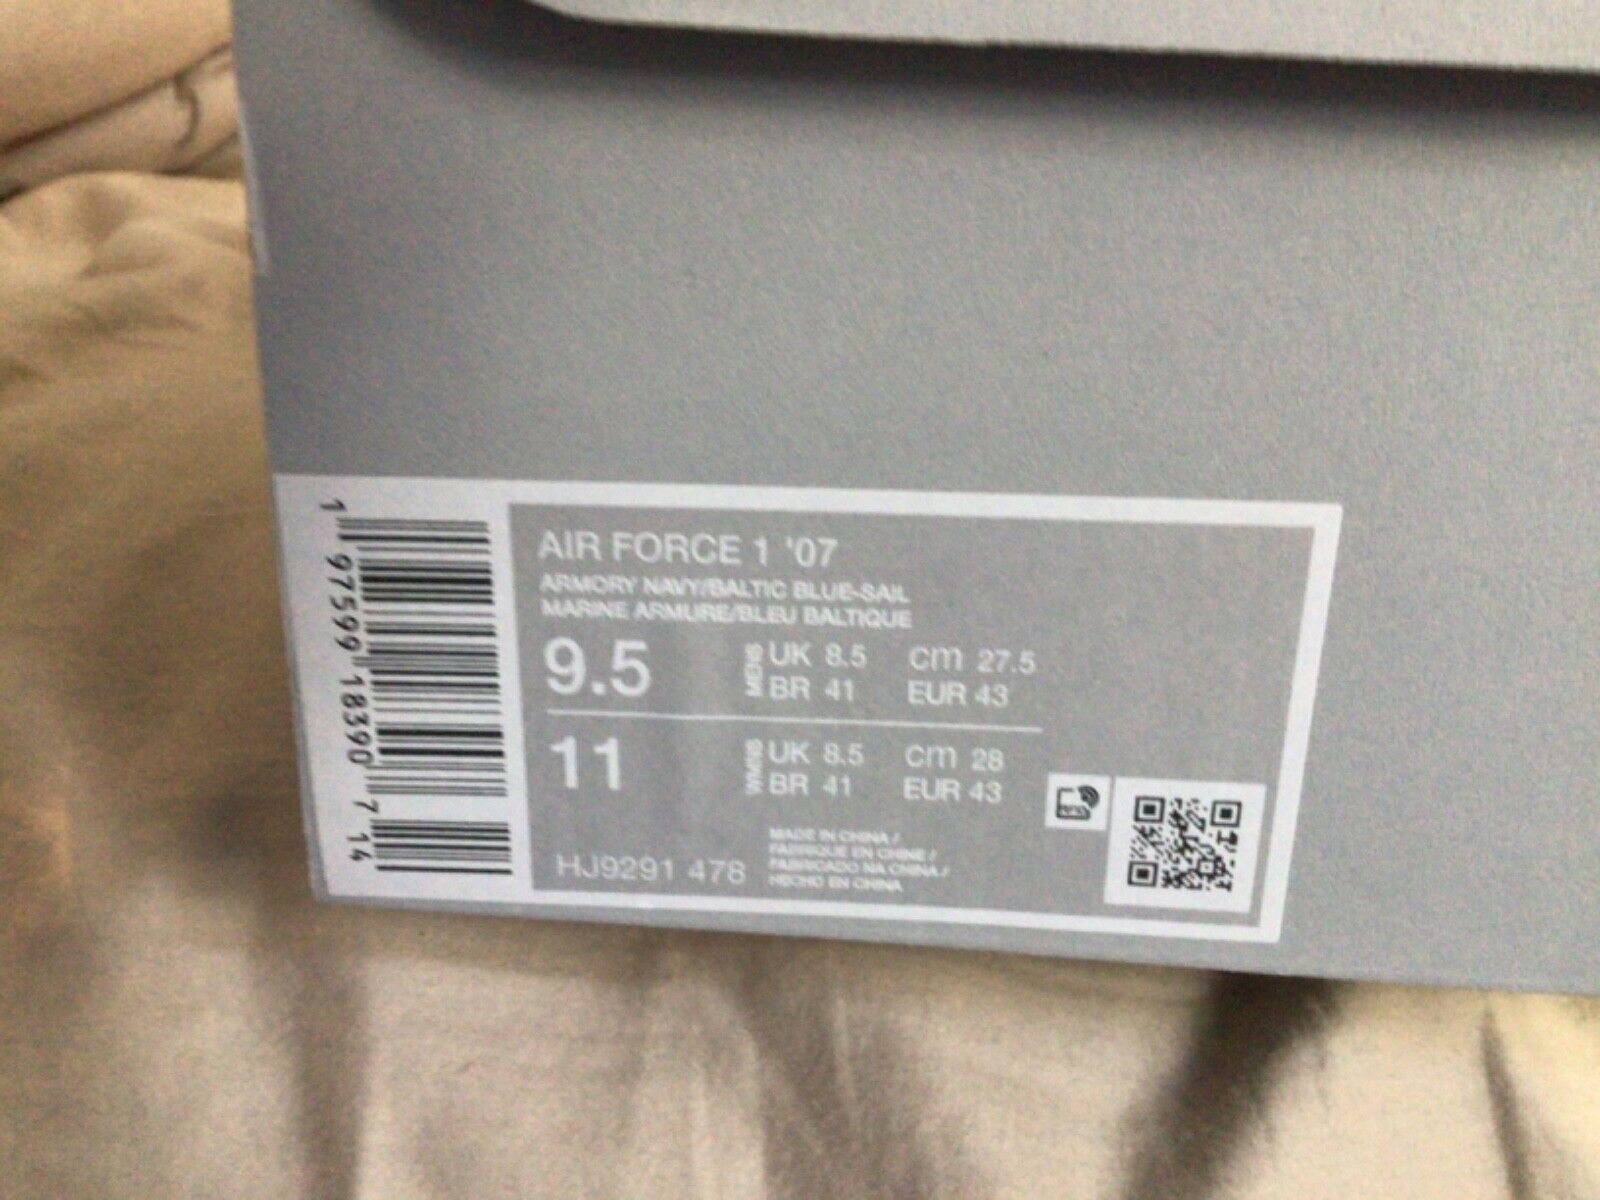 AIR FORCE 1 '07
ARMORY NAVY/BALTIC BLUE-SAIL
MARINE ARMURE/BLEU BALTIQUE
9.5 MENS UK 8.5 cm 27.5
BR 41 EUR 43
11 WMNS UK 8.5 cm 28
BR 41 EUR 43
MADE IN CHINA /
FABRIQUE EN CHINE /
FABRICADO NA CHINA /
HECHO EN CHINA
HJ9291 478
1 97599 18390 7 14